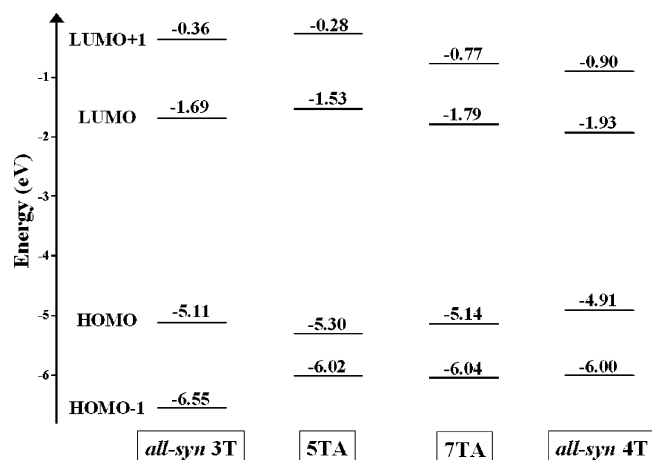 LUMO+1
-0.36
-0.28
-0.77
-0.90
-1
LUMO
-1.69
-1.53
-1.79
-1.93
-2
-3
-4
Energy (eV)
HOMO
-5.11
-5.30
-5.14
-4.91
-5
-6.02
-6.04
-6.00
-6
HOMO-1
-6.55
all-syn 3T
5TA
7TA
all-syn 4T